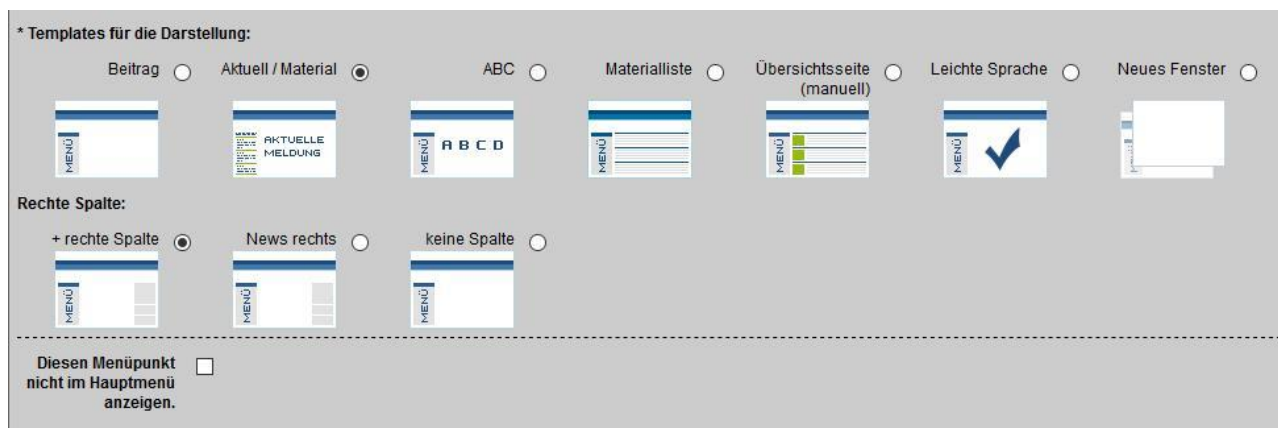 * Templates für die Darstellung:
Beitrag
Aktuell / Material
ABC
Materialliste
Übersichtsseite
(manuell)
Leichte Sprache
Neues Fenster
MENÜ
AKTUELLE
MELDUNG
MENÜ
A B C D
MENÜ
MENÜ
MENÜ
Rechte Spalte:
+ rechte Spalte
News rechts
keine Spalte
MENÜ
MENÜ
MENÜ
Diesen Menüpunkt
nicht im Hauptmenü
anzeigen.